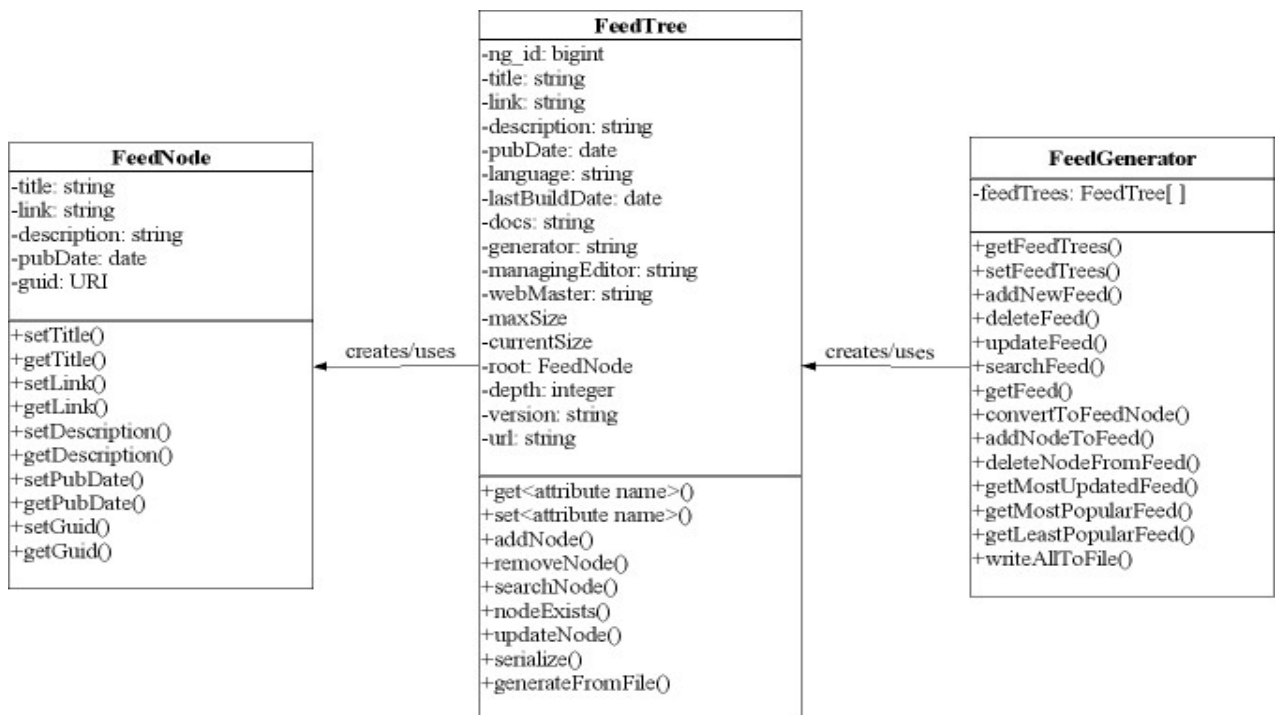 FeedNode
-title: string
-link: string
-description: string
-pubDate: date
-guid: URI
+setTitle()
+getTitle()
+setLink()
+getLink()
+setDescription()
+getDescription()
+setPubDate()
+getPubDate()
+setGuid()
+getGuid()
creates/uses
FeedTree
-ng_id: bigint
-title: string
-link: string
-description: string
-pubDate: date
-language: string
-lastBuildDate: date
-docs: string
-generator: string
-managingEditor: string
-webMaster: string
-maxSize
-currentSize
-root: FeedNode
-depth: integer
-version: string
-url: string
+get<attribute name>()
+set<attribute name>()
+addNode()
+removeNode()
+searchNode()
+nodeExists()
+updateNode()
+serialize()
+generateFromFile()
creates/uses
FeedGenerator
-feedTrees: FeedTree[ ]
+getFeedTrees()
+setFeedTrees()
+addNewFeed()
+deleteFeed()
+updateFeed()
+searchFeed()
+getFeed()
+convertToFeedNode()
+addNodeToFeed()
+deleteNodeFromFeed()
+getMostUpdatedFeed()
+getMostPopularFeed()
+getLeastPopularFeed()
+writeAllToFile()